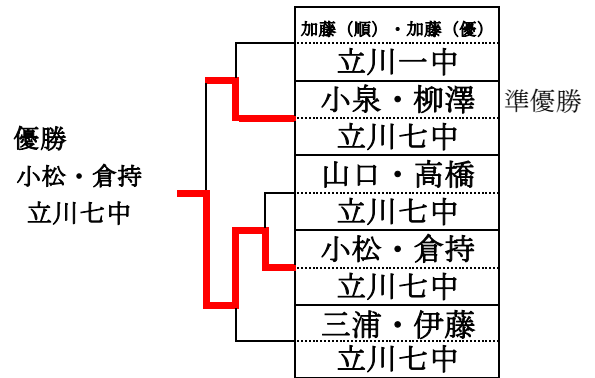 加藤（順）・加藤（優）
立川一中
小泉・柳澤
準優勝
立川七中
優勝
山口・高橋
小松・倉持
立川七中
立川七中
小松・倉持
立川七中
三浦・伊藤
立川七中